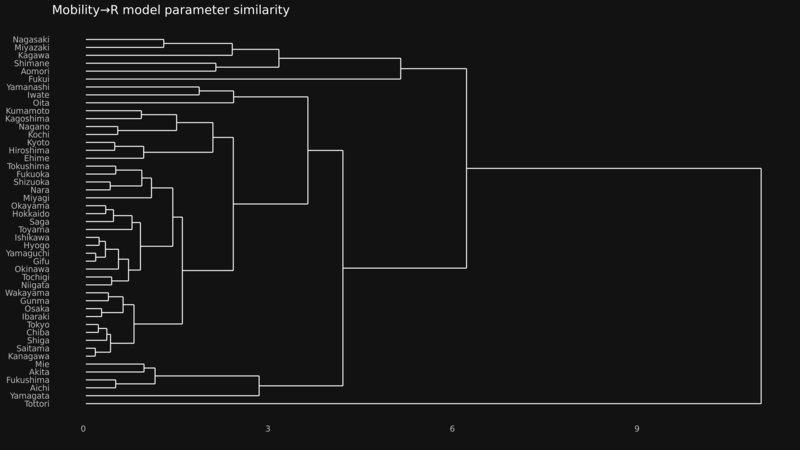 Mobility→R model parameter similarity
Nagasaki
Miyazaki
Kagawa
Shimane
Aomori
Fukui
Yamanashi
Iwate
Oita
Kumamoto
Kagoshima
Nagano
Kochi
Kyoto
Hiroshima
Ehime
Tokushima
Fukuoka
Shizuoka
Nara
Miyagi
Okayama
Hokkaido
Saga
Toyama
Ishikawa
Hyogo
Yamaguchi
Gifu
Okinawa
Tochigi
Niigata
Wakayama
Gunma
Osaka
Ibaraki
Tokyo
Chiba
Shiga
Saitama
Kanagawa
Mie
Akita
Fukushima
Aichi
Yamagata
Tottori
0 3 6 9